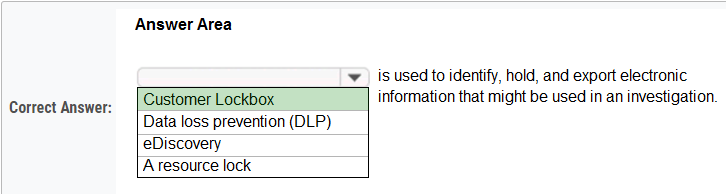 Answer Area
is used to identify, hold, and export electronic
information that might be used in an investigation.
Correct Answer:
Customer Lockbox
Data loss prevention (DLP)
eDiscovery
A resource lock